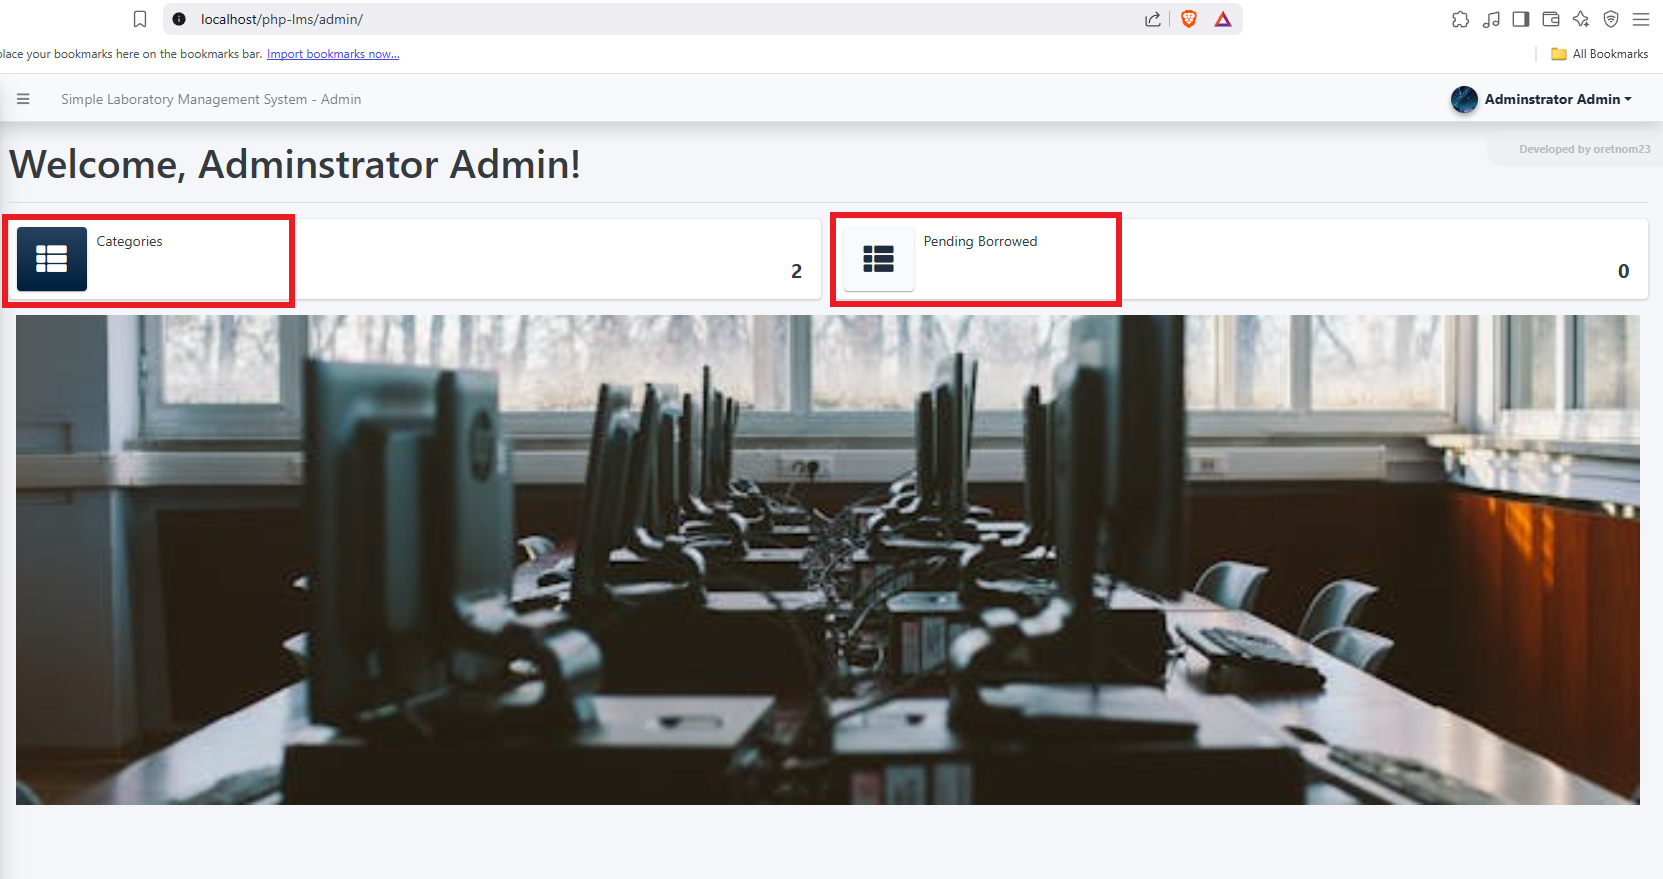 localhost/php-lms/admin/
place your bookmarks here on the bookmarks bar. Import bookmarks now...
All Bookmarks
Simple Laboratory Management System - Admin
Adminstrator Admin
Welcome, Adminstrator Admin!
Developed by oretnom23
Categories
2
Pending Borrowed
0